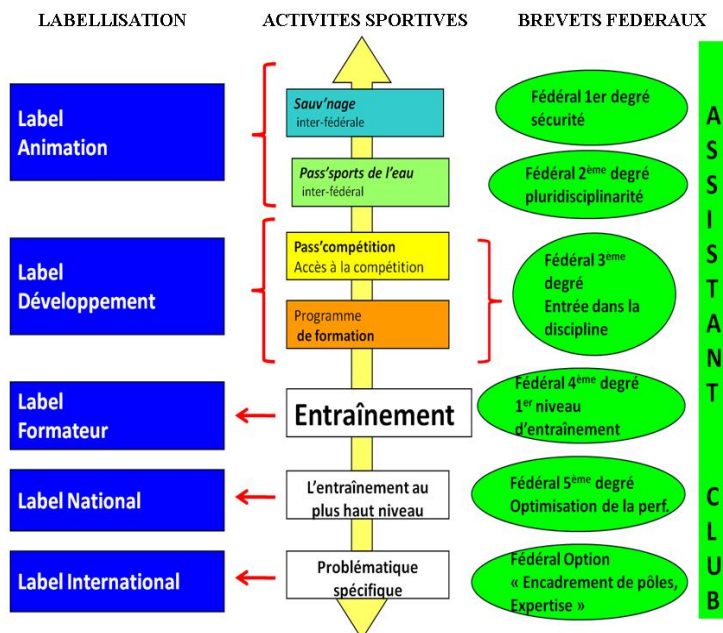 LABELLISATION
ACTIVITES SPORTIVES
BREVETS FEDERAUX
Label
Animation
Sauv'nage
inter-fédérale
Pass'sports de l'eau
inter-fédéral
Fédéral 1er degré
sécurité
Fédéral 2ème degré
pluridisciplinarité
Label
Développement
Pass'compétition
Accès à la compétition
Programme
de formation
Fédéral 3ème
degré
Entrée dans la
discipline
Label
Formateur
Entraînement
Fédéral 4ème degré
1er niveau
d'entraînement
Label National
L'entraînement au
plus haut niveau
Fédéral 5ème degré
Optimisation de la perf.
Label International
Problématique
spécifique
Fédéral Option
« Encadrement de pôles,
Expertise »
ASSISTANT CLUB